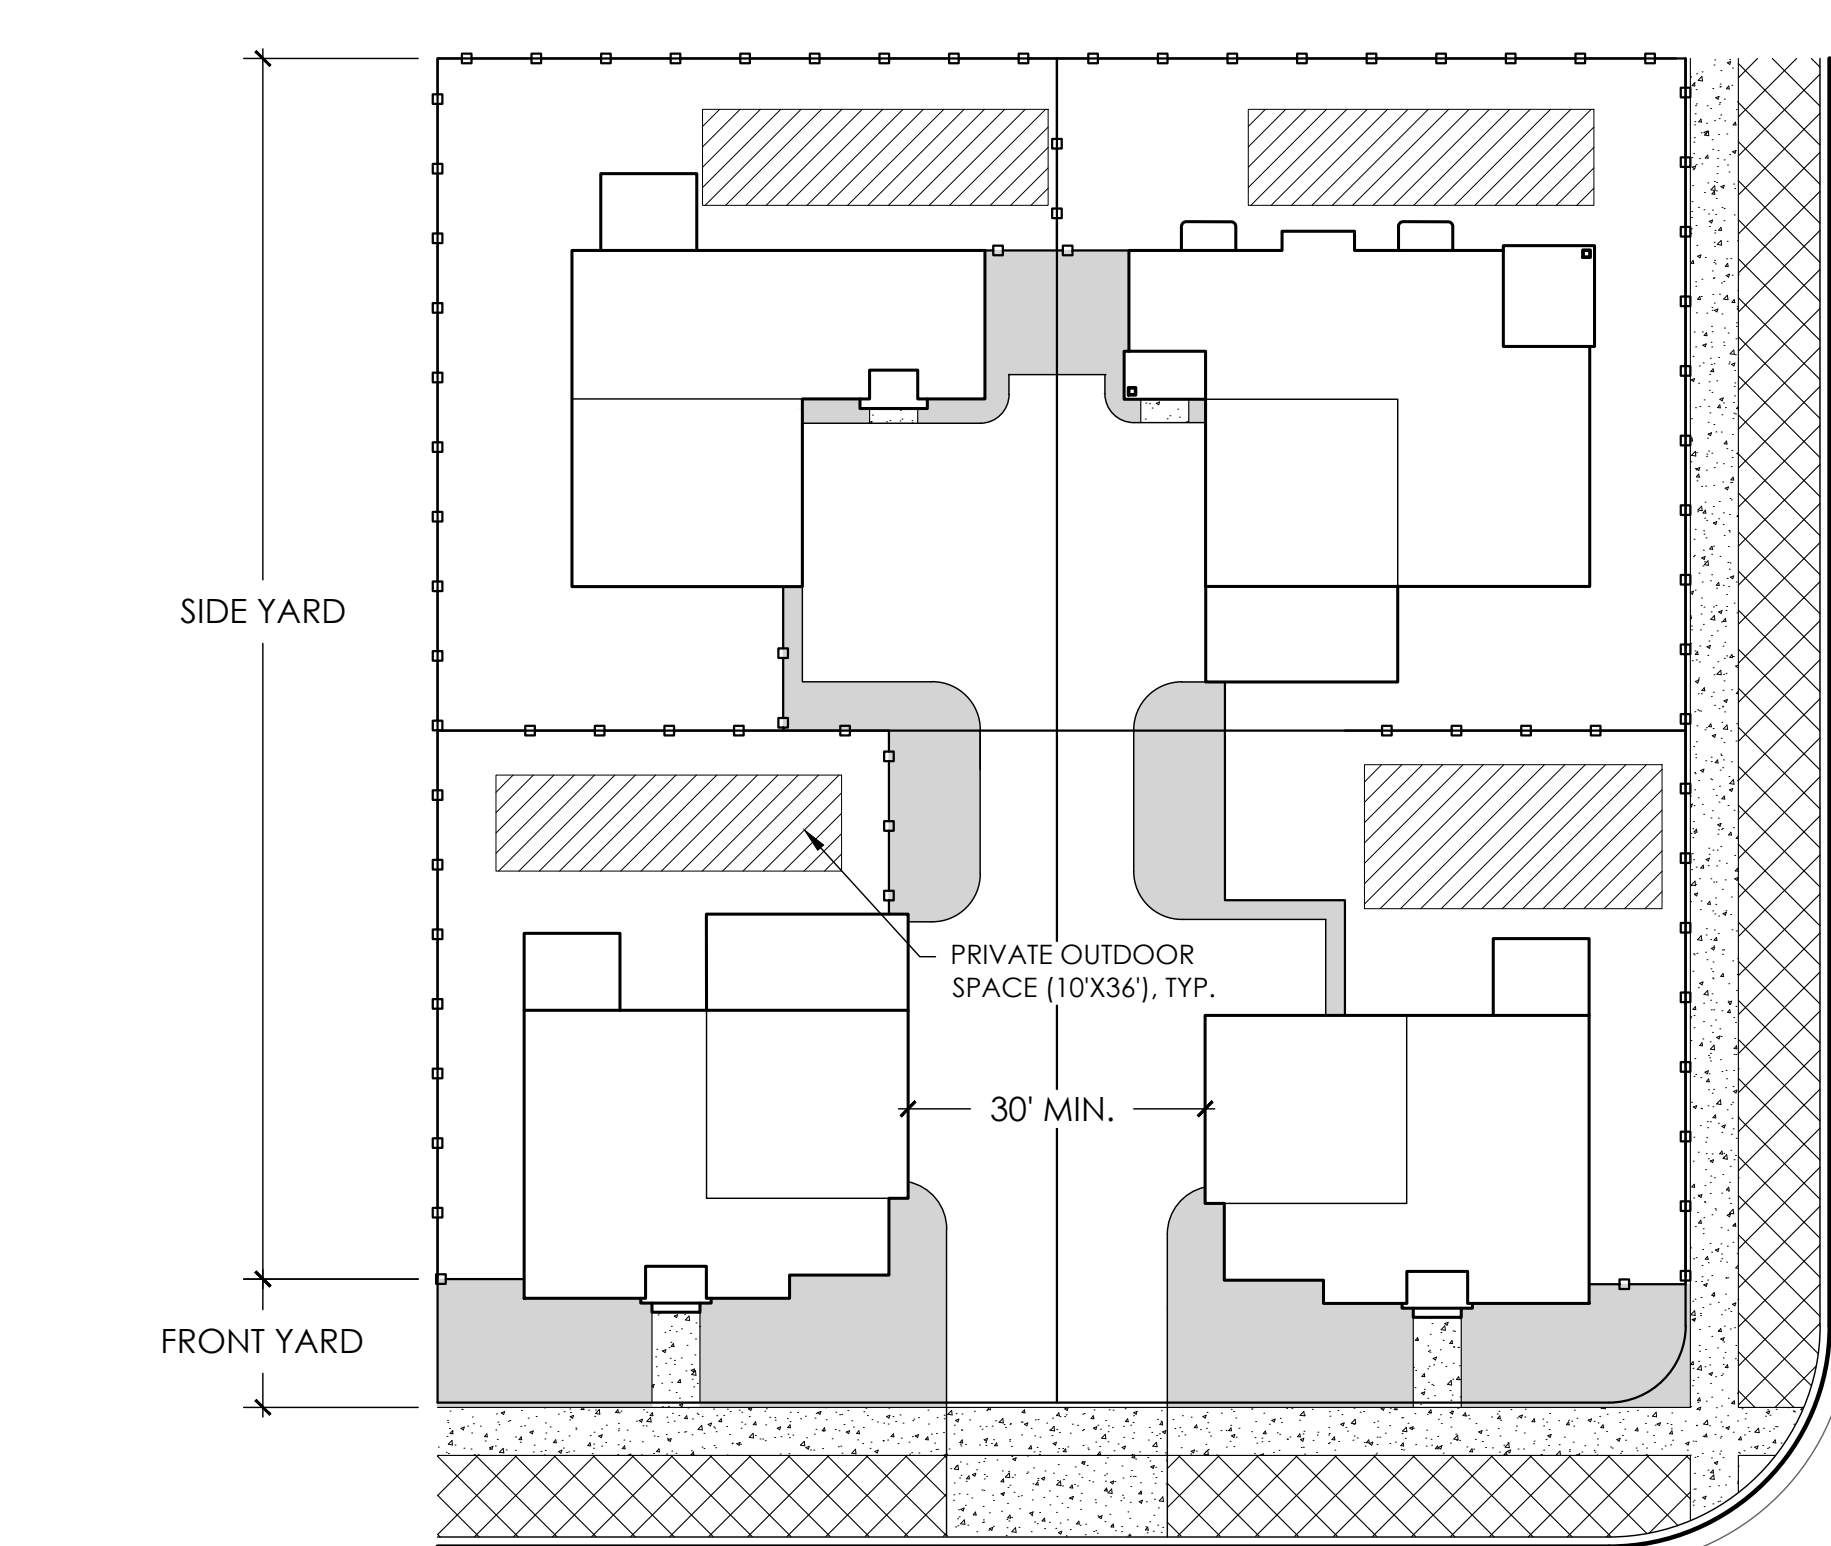 SIDE YARD
PRIVATE OUTDOOR
SPACE (10'X36'), TYP.
30' MIN.
FRONT YARD